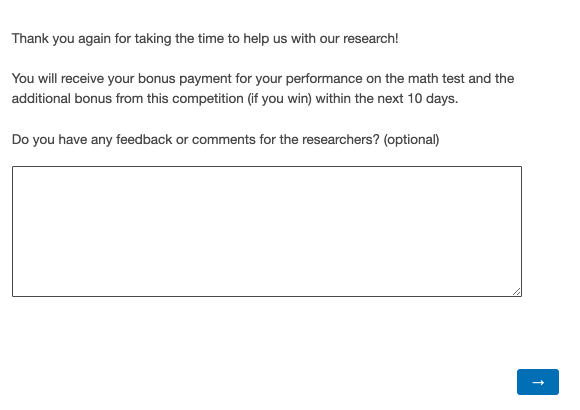 Thank you again for taking the time to help us with our research!
You will receive your bonus payment for your performance on the math test and the
additional bonus from this competition (if you win) within the next 10 days.
Do you have any feedback or comments for the researchers? (optional)
→